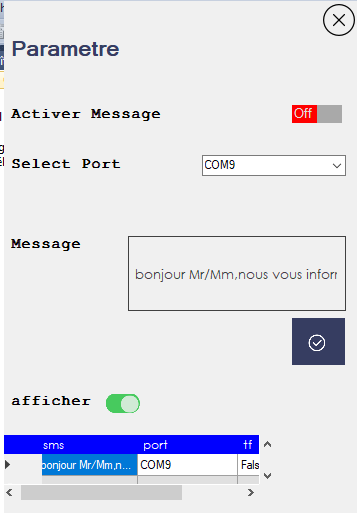 Parametre
Activer Message
Off
Select Port
COM9
Message
bonjour Mr/Mm,nous vous inforr
afficher
sms port tf
bonjour Mr/Mm,n... COM9 Fals